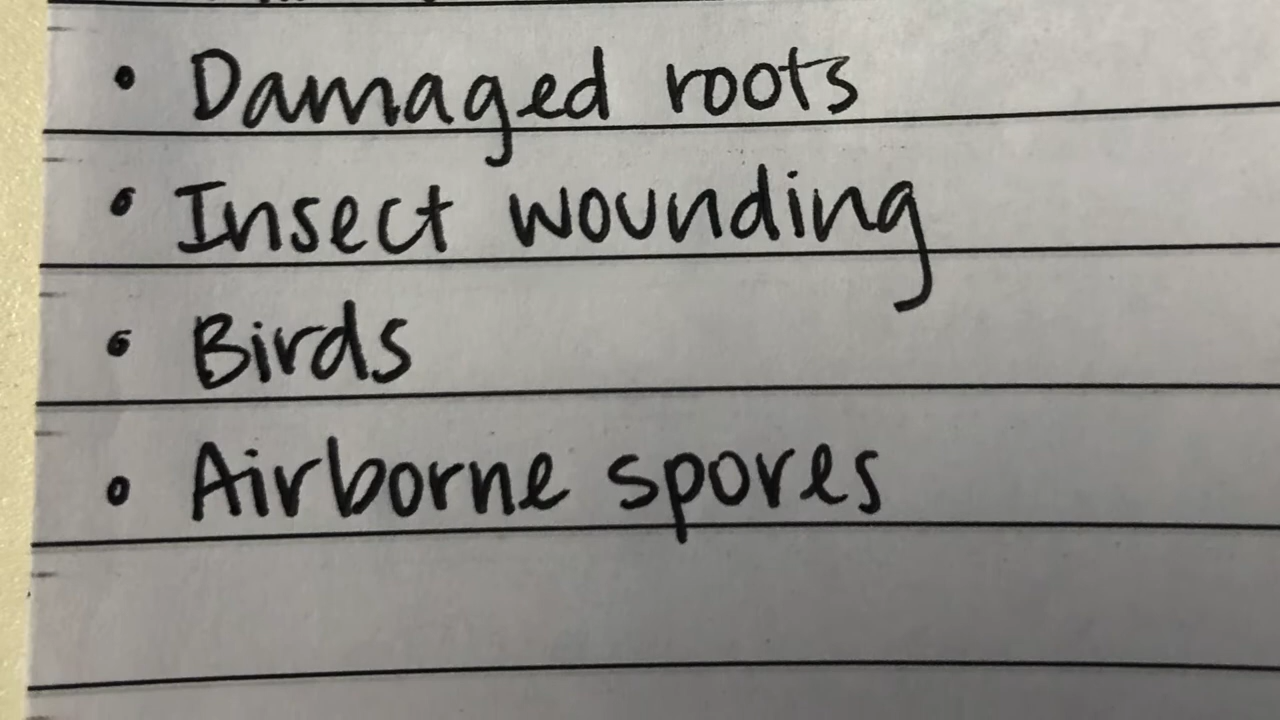 • Damaged roots
• Insect wounding
• Birds
• Airborne spores